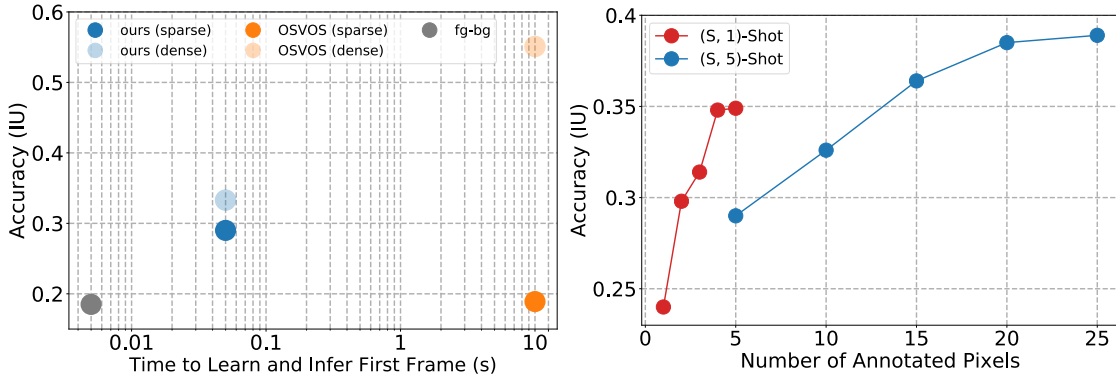 0.6
0.5
0.4
0.3
0.2
Accuracy (IU)
ours (sparse)
ours (dense)
OSVOS (sparse)
OSVOS (dense)
fg-bg
0.01
0.1
1
10
Time to Learn and Infer First Frame (s)
0.4
0.35
0.3
0.25
Accuracy (IU)
(S, 1)-Shot
(S, 5)-Shot
0
5
10
15
20
25
Number of Annotated Pixels